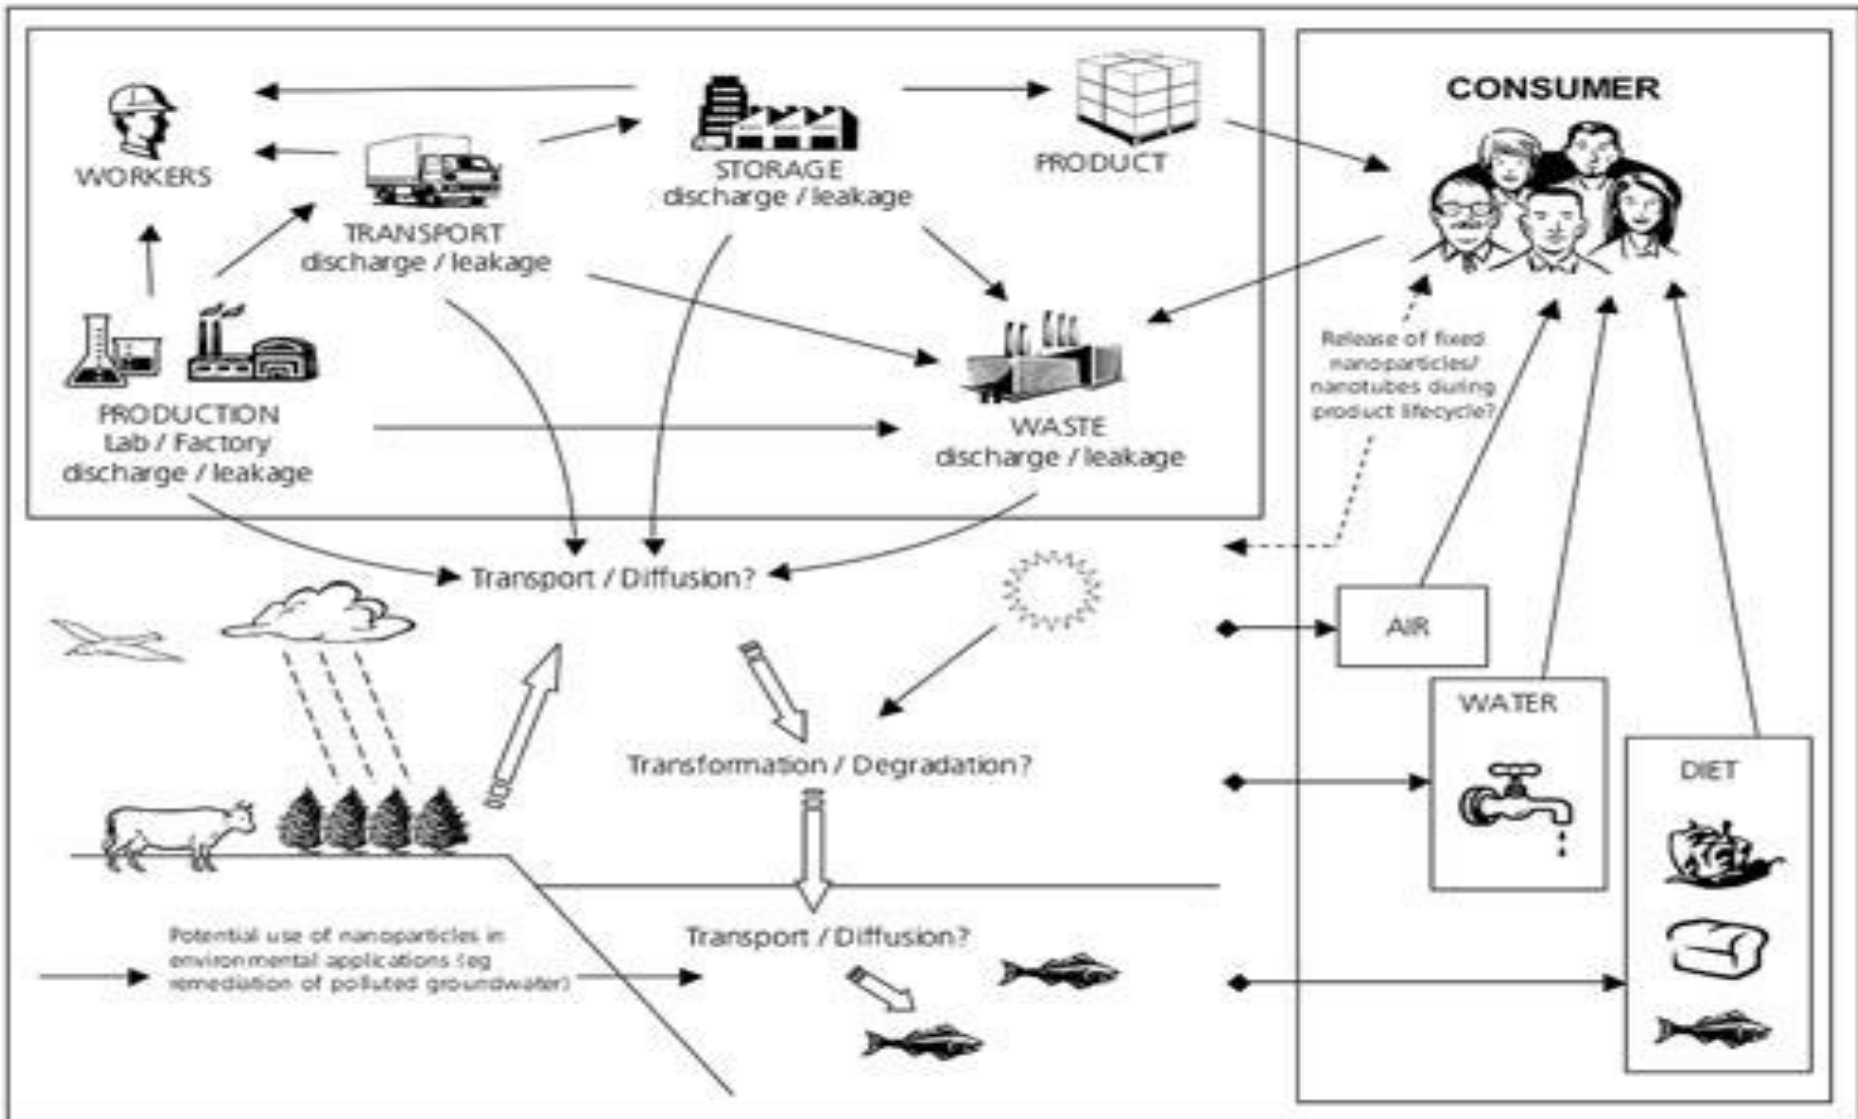 WORKERS
TRANSPORT
discharge / leakage
STORAGE
discharge / leakage
PRODUCT
CONSUMER
PRODUCTION
Lab / Factory
discharge / leakage
WASTE
discharge / leakage
Release of fixed
nanoparticles/
nanotubes during
product lifecycle?
Transport / Diffusion?
AIR
WATER
DIET
Transformation / Degradation?
Transport / Diffusion?
Potential use of nanoparticles in
environmental applications (eg
remediation of polluted groundwater)